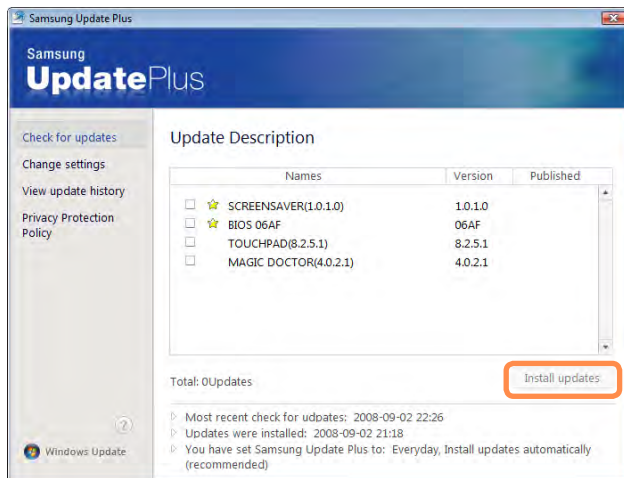 Samsung Update Plus
Samsung
UpdatePlus
Check for updates
Change settings
View update history
Privacy Protection
Policy
Update Description
Names Version Published
SCREENSAVER(1.0.1.0) 1.0.1.0
BIOS 06AF 06AF
TOUCHPAD(8.2.5.1) 8.2.5.1
MAGIC DOCTOR(4.0.2.1) 4.0.2.1
Total: 0Updates
Install updates
Most recent check for udbates: 2008-09-02 22:26
Updates were installed: 2008-09-02 21:18
You have set Samsung Update Plus to: Everyday, Install updates automatically
(recommended)
?
Windows Update